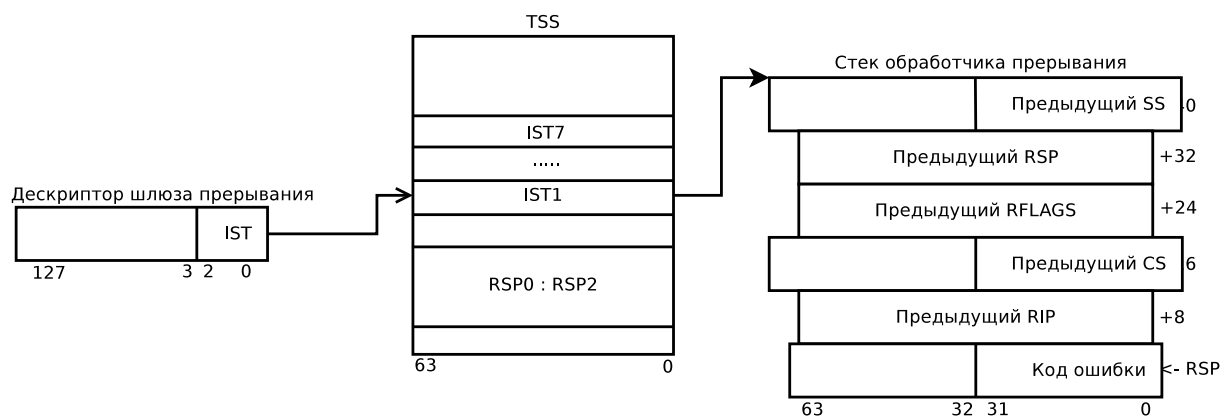 TSS
Стек обработчика прерывания
Предыдущий SS
IST7
.....
Предыдущий RSP +32
Дескриптор шлюза прерывания
IST1
Предыдущий RFLAGS +24
IST
127 3 2 0
Предыдущий CS 6
RSP0 : RSP2
Предыдущий RIP +8
63 0
Код ошибки <- RSP
63 32 31 0